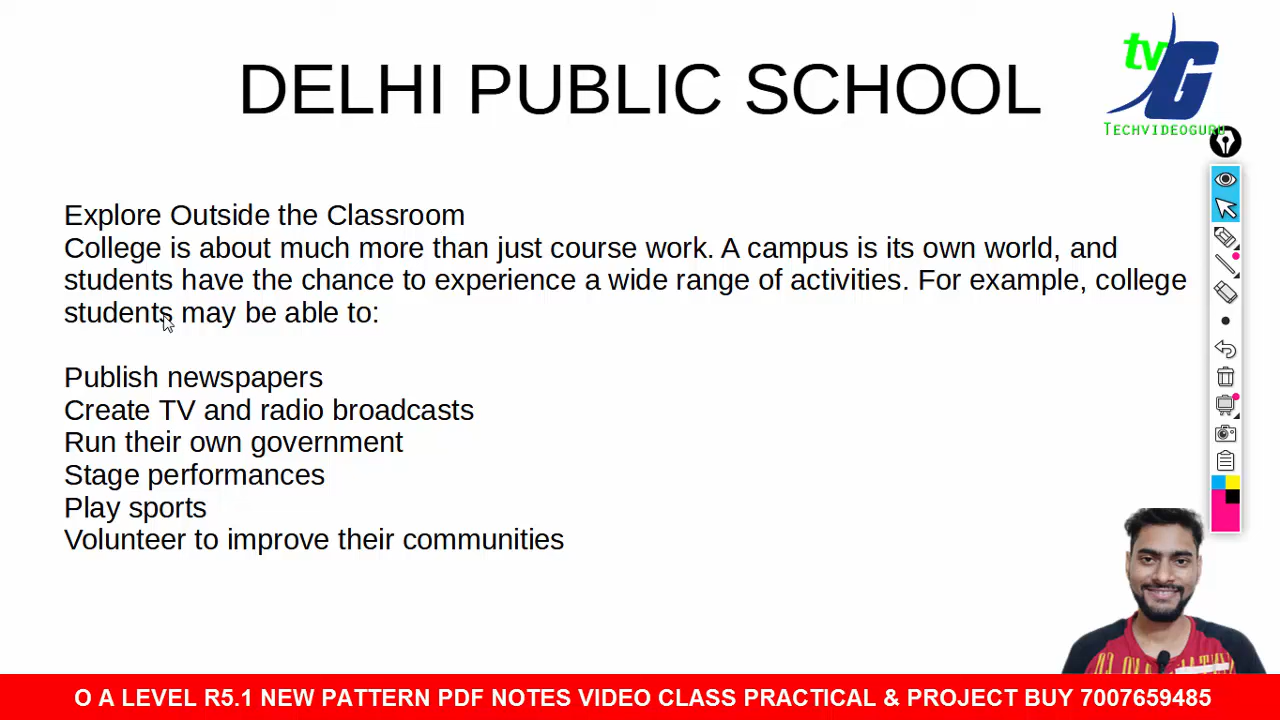 DELHI PUBLIC SCHOOL
tvG
TECHVIDEOGURU
Explore Outside the Classroom
College is about much more than just course work. A campus is its own world, and
students have the chance to experience a wide range of activities. For example, college
students may be able to:
Publish newspapers
Create TV and radio broadcasts
Run their own government
Stage performances
Play sports
Volunteer to improve their communities
O A LEVEL R5.1 NEW PATTERN PDF NOTES VIDEO CLASS PRACTICAL & PROJECT BUY 7007659485